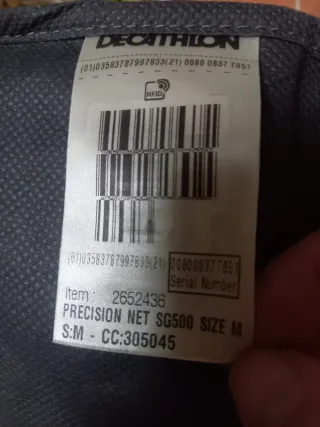 DECATHLON
(01)03583787997833(21) 0080 0837 7851
RFID
(01)03583787997833(21) 008008377851
Serial Number
Item : 2652436
PRECISION NET SG500 SIZE M
S:M - CC:305045